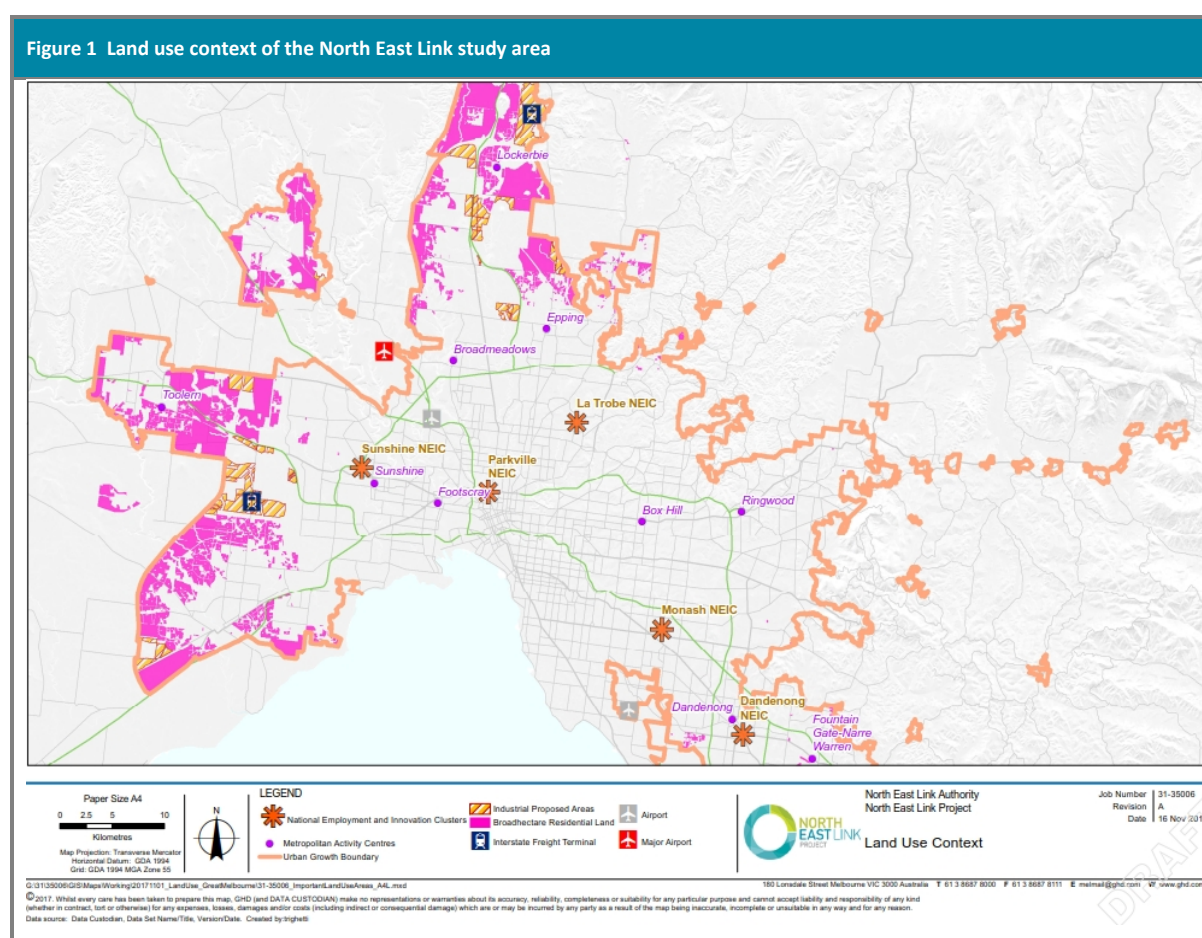 Figure 1 Land use context of the North East Link study area
Lockerbie
Epping
Broadmeadows
Toolern
La Trobe NEIC
Sunshine NEIC
Sunshine
Parkville
NEIC
Footscray
Box Hill
Ringwood
Monash NEIC
Dandenong
Dandenong
NEIC
Fountain
Gate-Narre
Warren
Paper Size A4
0 2.5 5 10
Kilometres
Map Projection: Transverse Mercator
Horizontal Datum: GDA 1994
Grid: GDA 1994 MGA Zone 55
N
LEGEND
National Employment and Innovation Clusters
Metropolitan Activity Centres
Urban Growth Boundary
Industrial Proposed Areas
Broadhectare Residential Land
Interstate Freight Terminal
Airport
Major Airport
NORTH
EAST LINK
PROJECT
North East Link Authority
North East Link Project
Land Use Context
Job Number 31-35006
Revision A
Date 16 Nov 201
G:\31\35006\GIS\Maps\Working\20171101_LandUse_GreatMelbourne\31-35006_ImportantLandUseAreas_A4L.mxd
180 Lonsdale Street Melbourne VIC 3000 Australia T 61 3 8687 8000 F 61 3 8687 8111 E melmail@ghd.com W www.ghd.com
© 2017. Whilst every care has been taken to prepare this map, GHD (and DATA CUSTODIAN) make no representations or warranties about its accuracy, reliability, completeness or suitability for any particular purpose and cannot accept liability and responsibility of any kind
(whether in contract, tort or otherwise) for any expenses, losses, damages and/or costs (including indirect or consequential damage) which are or may be incurred by any party as a result of the map being inaccurate, incomplete or unsuitable in any way and for any reason.
Data source: Data Custodian, Data Set Name/Title, Version/Date. Created by:trighetti
DRAFT